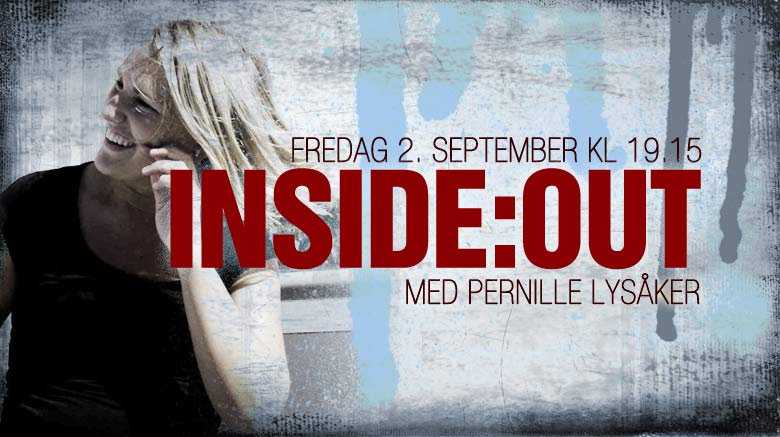 FREDAG 2. SEPTEMBER KL 19.15
INSIDE:OUT
MED PERNILLE LYSÅKER